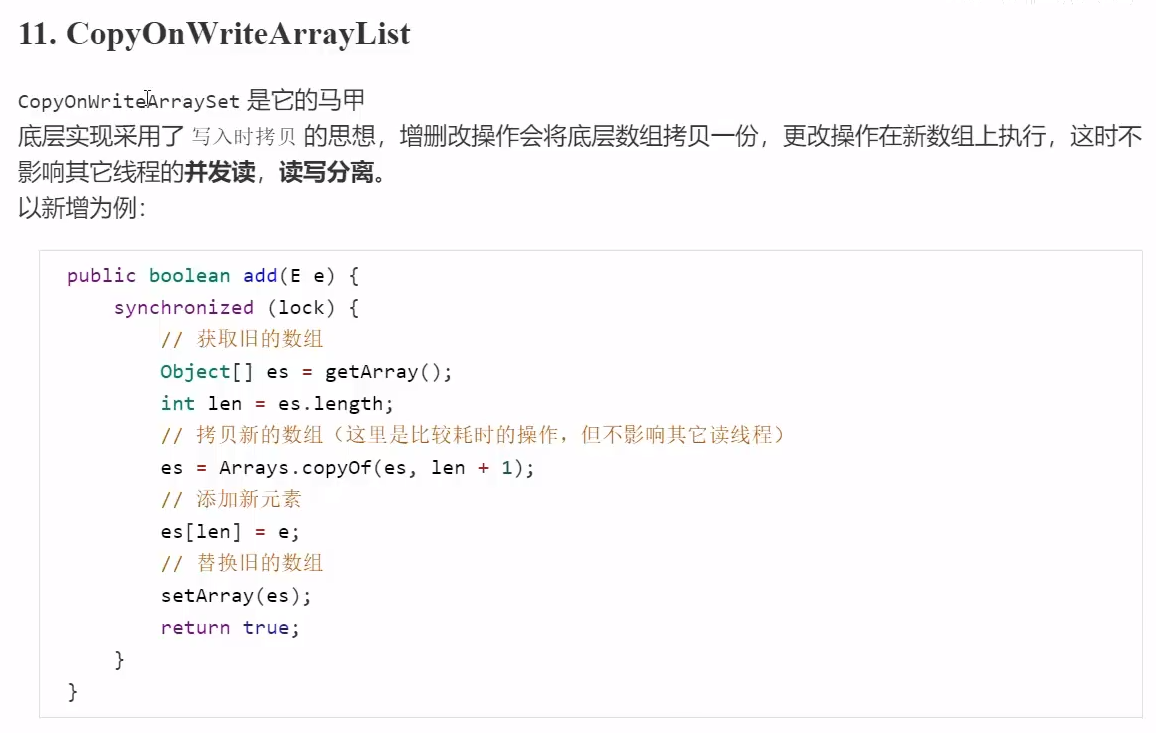 11. CopyOnWriteArrayList
CopyOnWriteArraySet 是它的马甲
底层实现采用了 写入时拷贝 的思想，增删改操作会将底层数组拷贝一份，更改操作在新数组上执行，这时不
影响其它线程的并发读，读写分离。
以新增为例：
public boolean add(E e) {
    synchronized (lock) {
        // 获取旧的数组
        Object[] es = getArray();
        int len = es.length;
        // 拷贝新的数组（这里是比较耗时的操作，但不影响其它读线程）
        es = Arrays.copyOf(es, len + 1);
        // 添加新元素
        es[len] = e;
        // 替换旧的数组
        setArray(es);
        return true;
    }
}